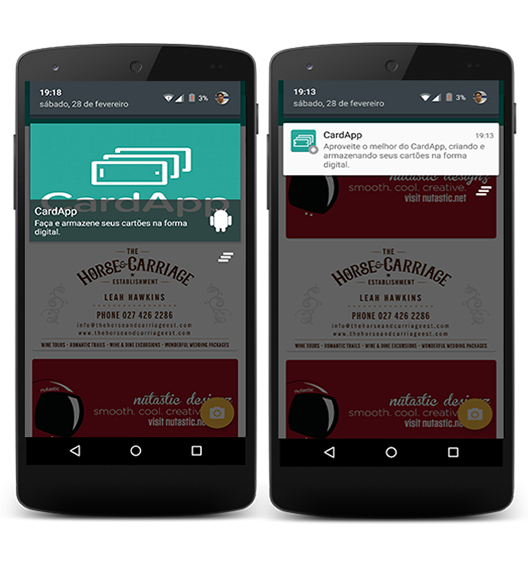 19:18
3%
sábado, 28 de fevereiro
CardApp
CardApp
Faça e armazene seus cartões na forma
digital.
THE
HORSE & CARRIAGE
ESTABLISHMENT
LEAH HAWKINS
PHONE 027 426 2286
info@thehorseandcarriageest.com
www.thehorseandcarriageest.com
WINE TOURS • ROMANTIC TRAILS • WINE & DINE EXCURSIONS • WONDERFUL WEDDING PACKAGES
nutastic
nutastic designz
smooth. cool. creative
visit nutastic.ne
19:13
3%
sábado, 28 de fevereiro
CardApp
19:13
Aproveite o melhor do CardApp, criando e
armazenando seus cartões na forma
digital.
nutastic designz
smooth. cool. creative.
visit nutastic.net
THE
HORSE & CARRIAGE
ESTABLISHMENT
LEAH HAWKINS
PHONE 027 426 2286
info@thehorseandcarriageest.com
www.thehorseandcarriageest.com
WINE TOURS • ROMANTIC TRAILS • WINE & DINE EXCURSIONS • WONDERFUL WEDDING PACKAGES
nutastic
nutastic designz
smooth. cool. creative.
visit nutastic.net